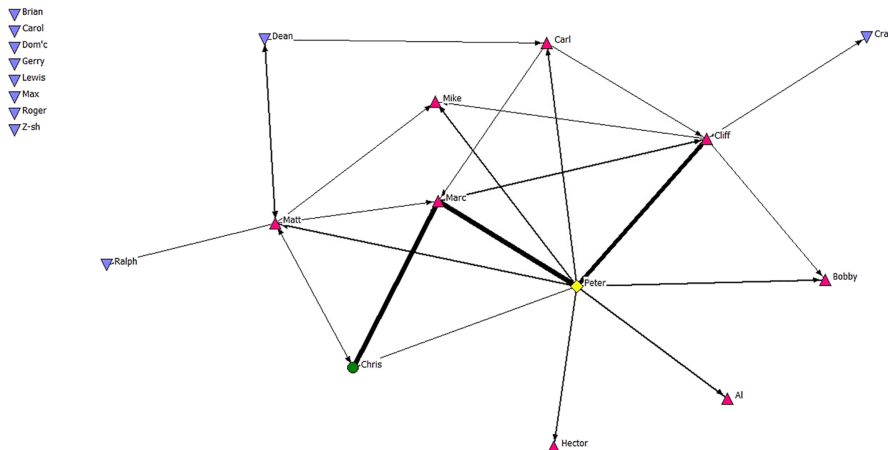 Brian
Carol
Dom'c
Gerry
Lewis
Max
Roger
Z-sh
Dean
Carl
Cra
Mike
Cliff
Marc
Matt
Ralph
Peter
Bobby
Chris
Al
Hector